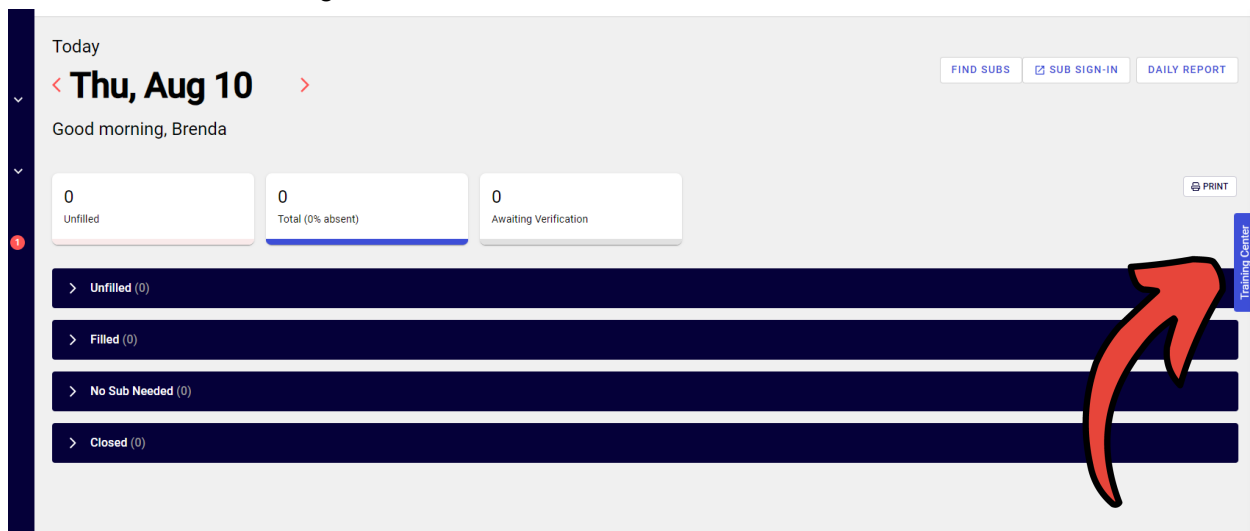 Today
Thu, Aug 10
Good morning, Brenda
FIND SUBS
SUB SIGN-IN
DAILY REPORT
0
Unfilled
0
Total (0% absent)
0
Awaiting Verification
PRINT
1
Training Center
Unfilled (0)
Filled (0)
No Sub Needed (0)
Closed (0)